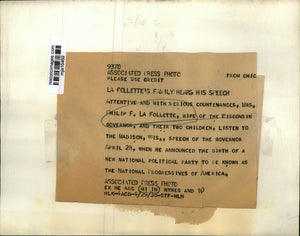 historicimages.com
9370
ASSOCIATED PRESS PHOTO FROM CHIC
PLEASE USE CREDIT
LA FOLLETTE'S FAMILY HEARS HIS SPEECH
ATTENTIVE AND WITH SERIOUS COUNTENANCES, MRS.
PHILIP F. LA FOLLETTE, WIFE OF THE WISCONSIN
GOVERNOR, AND THEIR TWO CHILDREN, LISTEN TO
THE MADISON, WIS., SPEECH OF THE GOVERNOR
APRIL 28, WHEN HE ANNOUNCED THE BIRTH OF A
NEW NATIONAL POLITICAL PARTY TO BE KNOWN AS
THE NATIONAL PROGRESSIVES OF AMERICA.
ASSOCIATED PRESS PHOTO